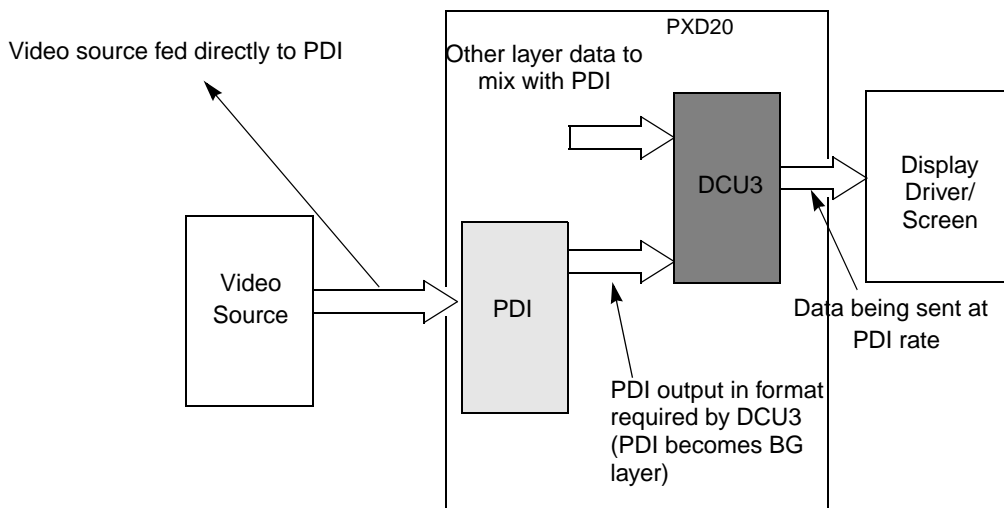 PXD20
Video source fed directly to PDI
Other layer data to
mix with PDI
DCU3
Display
Driver/
Screen
Video
Source
PDI
Data being sent at
PDI rate
PDI output in format
required by DCU3
(PDI becomes BG
layer)